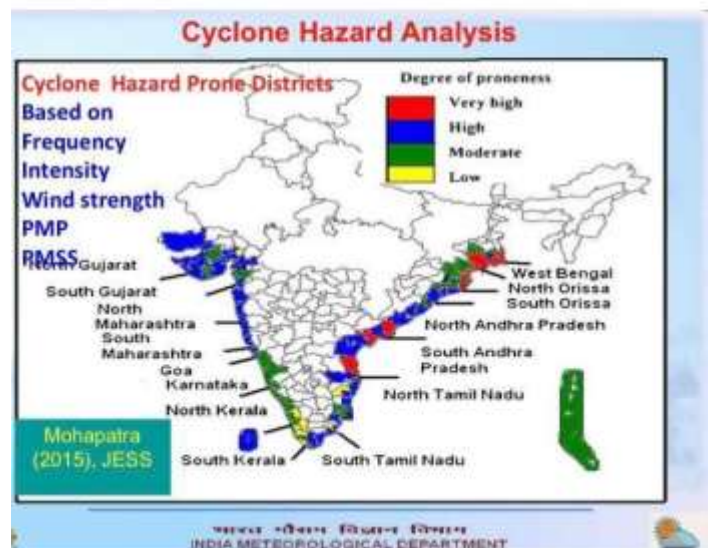 Cyclone Hazard Analysis
Cyclone Hazard Prone Districts
Based on
Frequency
Intensity
Wind strength
PMP
PMSS
Degree of proneness
Very high
High
Moderate
Low
North Gujarat
South Gujarat
North
Maharashtra
South
Maharashtra
Goa
Karnataka
North Kerala
South Kerala
South Tamil Nadu
North Tamil Nadu
South Andhra
Pradesh
North Andhra Pradesh
South Orissa
North Orissa
West Bengal
Mohapatra
(2015), JESS
भारत मौसम विज्ञान विभाग
INDIA METEOROLOGICAL DEPARTMENT